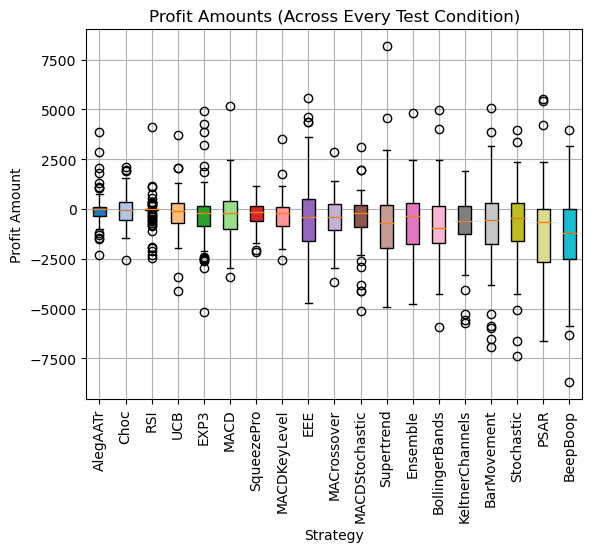 Profit Amounts (Across Every Test Condition)
Profit Amount
7500
5000
2500
0
−2500
−5000
−7500
AlegAATr
Choc
RSI
UCB
EXP3
MACD
SqueezePro
MACDKeyLevel
EEE
MACrossover
MACDStochastic
Supertrend
Ensemble
BollingerBands
KeltnerChannels
BarMovement
Stochastic
PSAR
BeepBoop
Strategy